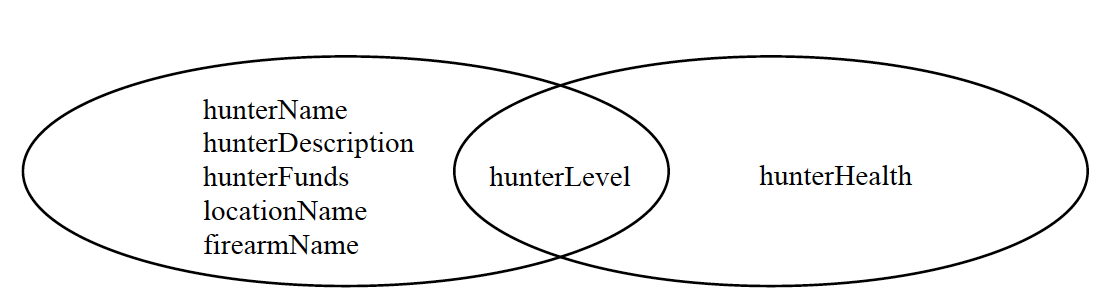 hunterName
hunterDescription
hunterFunds
locationName
firearmName
hunterLevel
hunterHealth